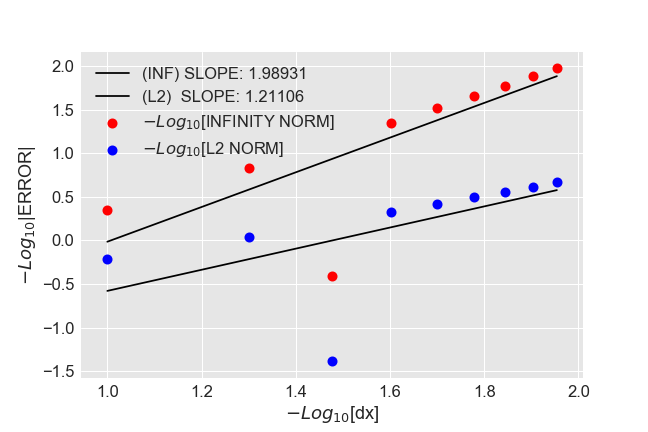 (INF) SLOPE: 1.98931
(L2) SLOPE: 1.21106
−Log10[INFINITY NORM]
−Log10[L2 NORM]
2.0
1.5
1.0
0.5
0.0
−0.5
−1.0
−1.5
−Log10|ERROR|
1.0 1.2 1.4 1.6 1.8 2.0
−Log10[dx]